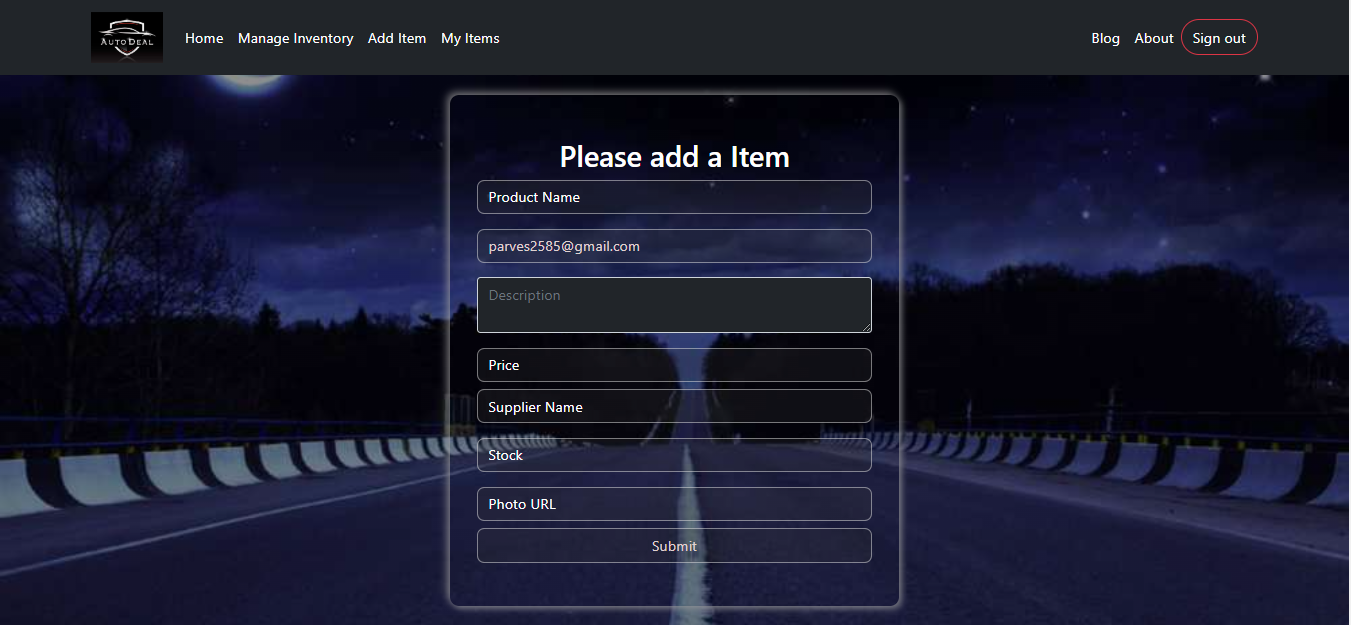 AUTODEAL
Home Manage Inventory Add Item My Items Blog About Sign out
Please add a Item
Product Name
parves2585@gmail.com
Description
Price
Supplier Name
Stock
Photo URL
Submit